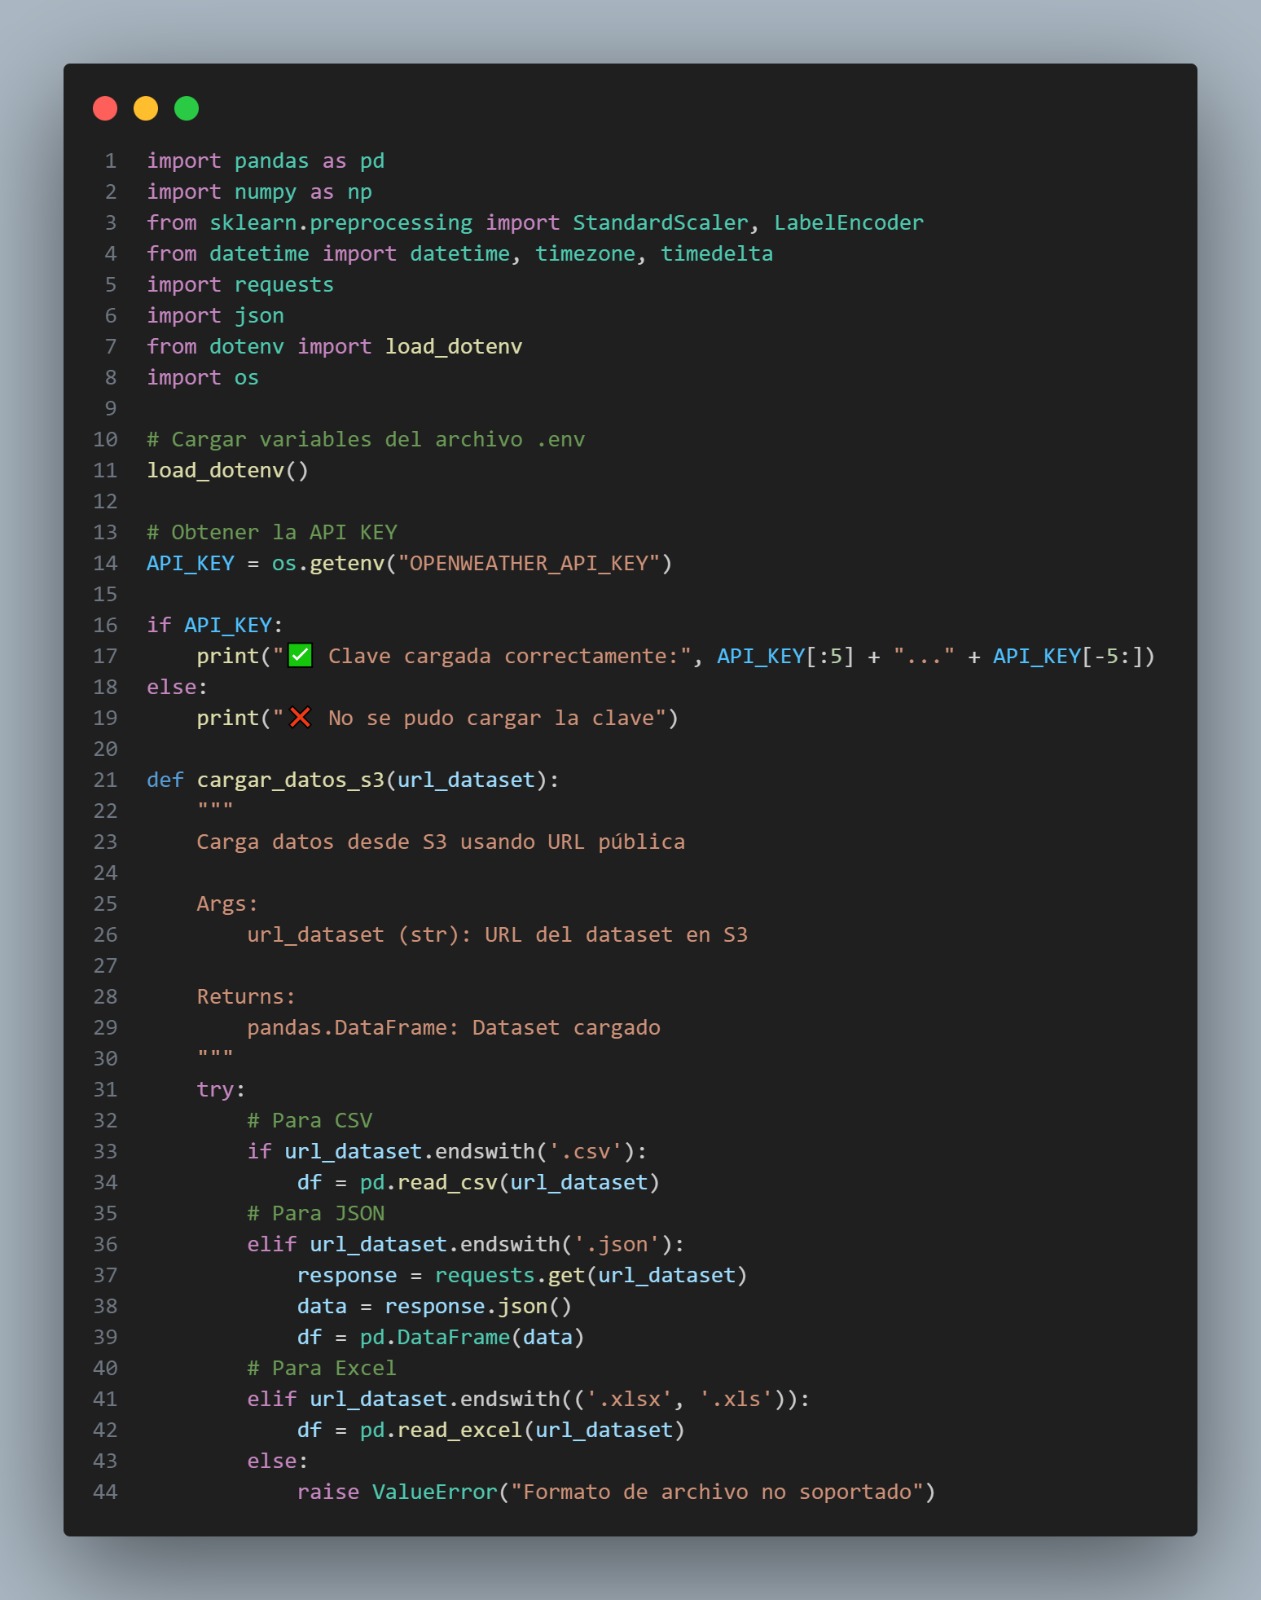 1 import pandas as pd
2 import numpy as np
3 from sklearn.preprocessing import StandardScaler, LabelEncoder
4 from datetime import datetime, timezone, timedelta
5 import requests
6 import json
7 from dotenv import load_dotenv
8 import os
9
10 # Cargar variables del archivo .env
11 load_dotenv()
12
13 # Obtener la API KEY
14 API_KEY = os.getenv("OPENWEATHER_API_KEY")
15
16 if API_KEY:
17     print("✅ Clave cargada correctamente:", API_KEY[:5] + "..." + API_KEY[-5:])
18 else:
19     print("❌ No se pudo cargar la clave")
20
21 def cargar_datos_s3(url_dataset):
22     """
23     Carga datos desde S3 usando URL pública
24
25     Args:
26         url_dataset (str): URL del dataset en S3
27
28     Returns:
29         pandas.DataFrame: Dataset cargado
30     """
31     try:
32         # Para CSV
33         if url_dataset.endswith('.csv'):
34             df = pd.read_csv(url_dataset)
35         # Para JSON
36         elif url_dataset.endswith('.json'):
37             response = requests.get(url_dataset)
38             data = response.json()
39             df = pd.DataFrame(data)
40         # Para Excel
41         elif url_dataset.endswith(('.xlsx', '.xls')):
42             df = pd.read_excel(url_dataset)
43         else:
44             raise ValueError("Formato de archivo no soportado")